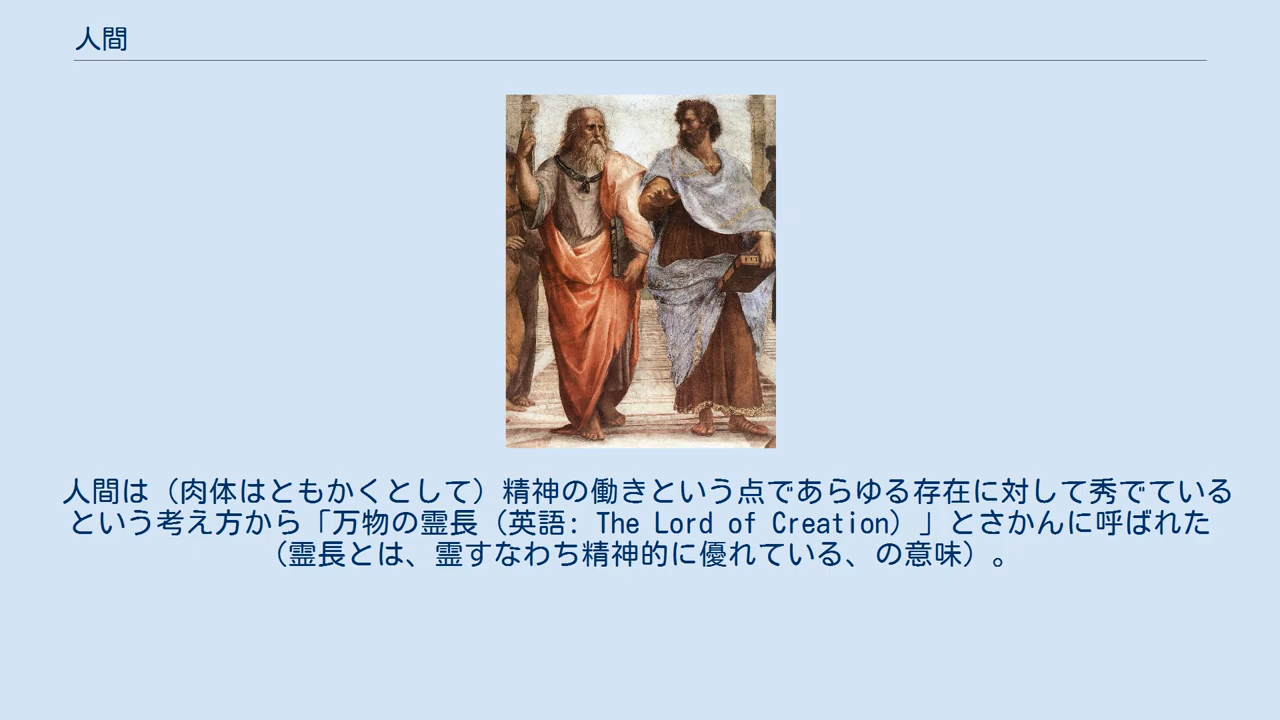 人間
人間は（肉体はともかくとして）精神の働きという点であらゆる存在に対して秀でている
という考え方から「万物の霊長（英語: The Lord of Creation）」とさかんに呼ばれた
（霊長とは、霊すなわち精神的に優れている、の意味）。